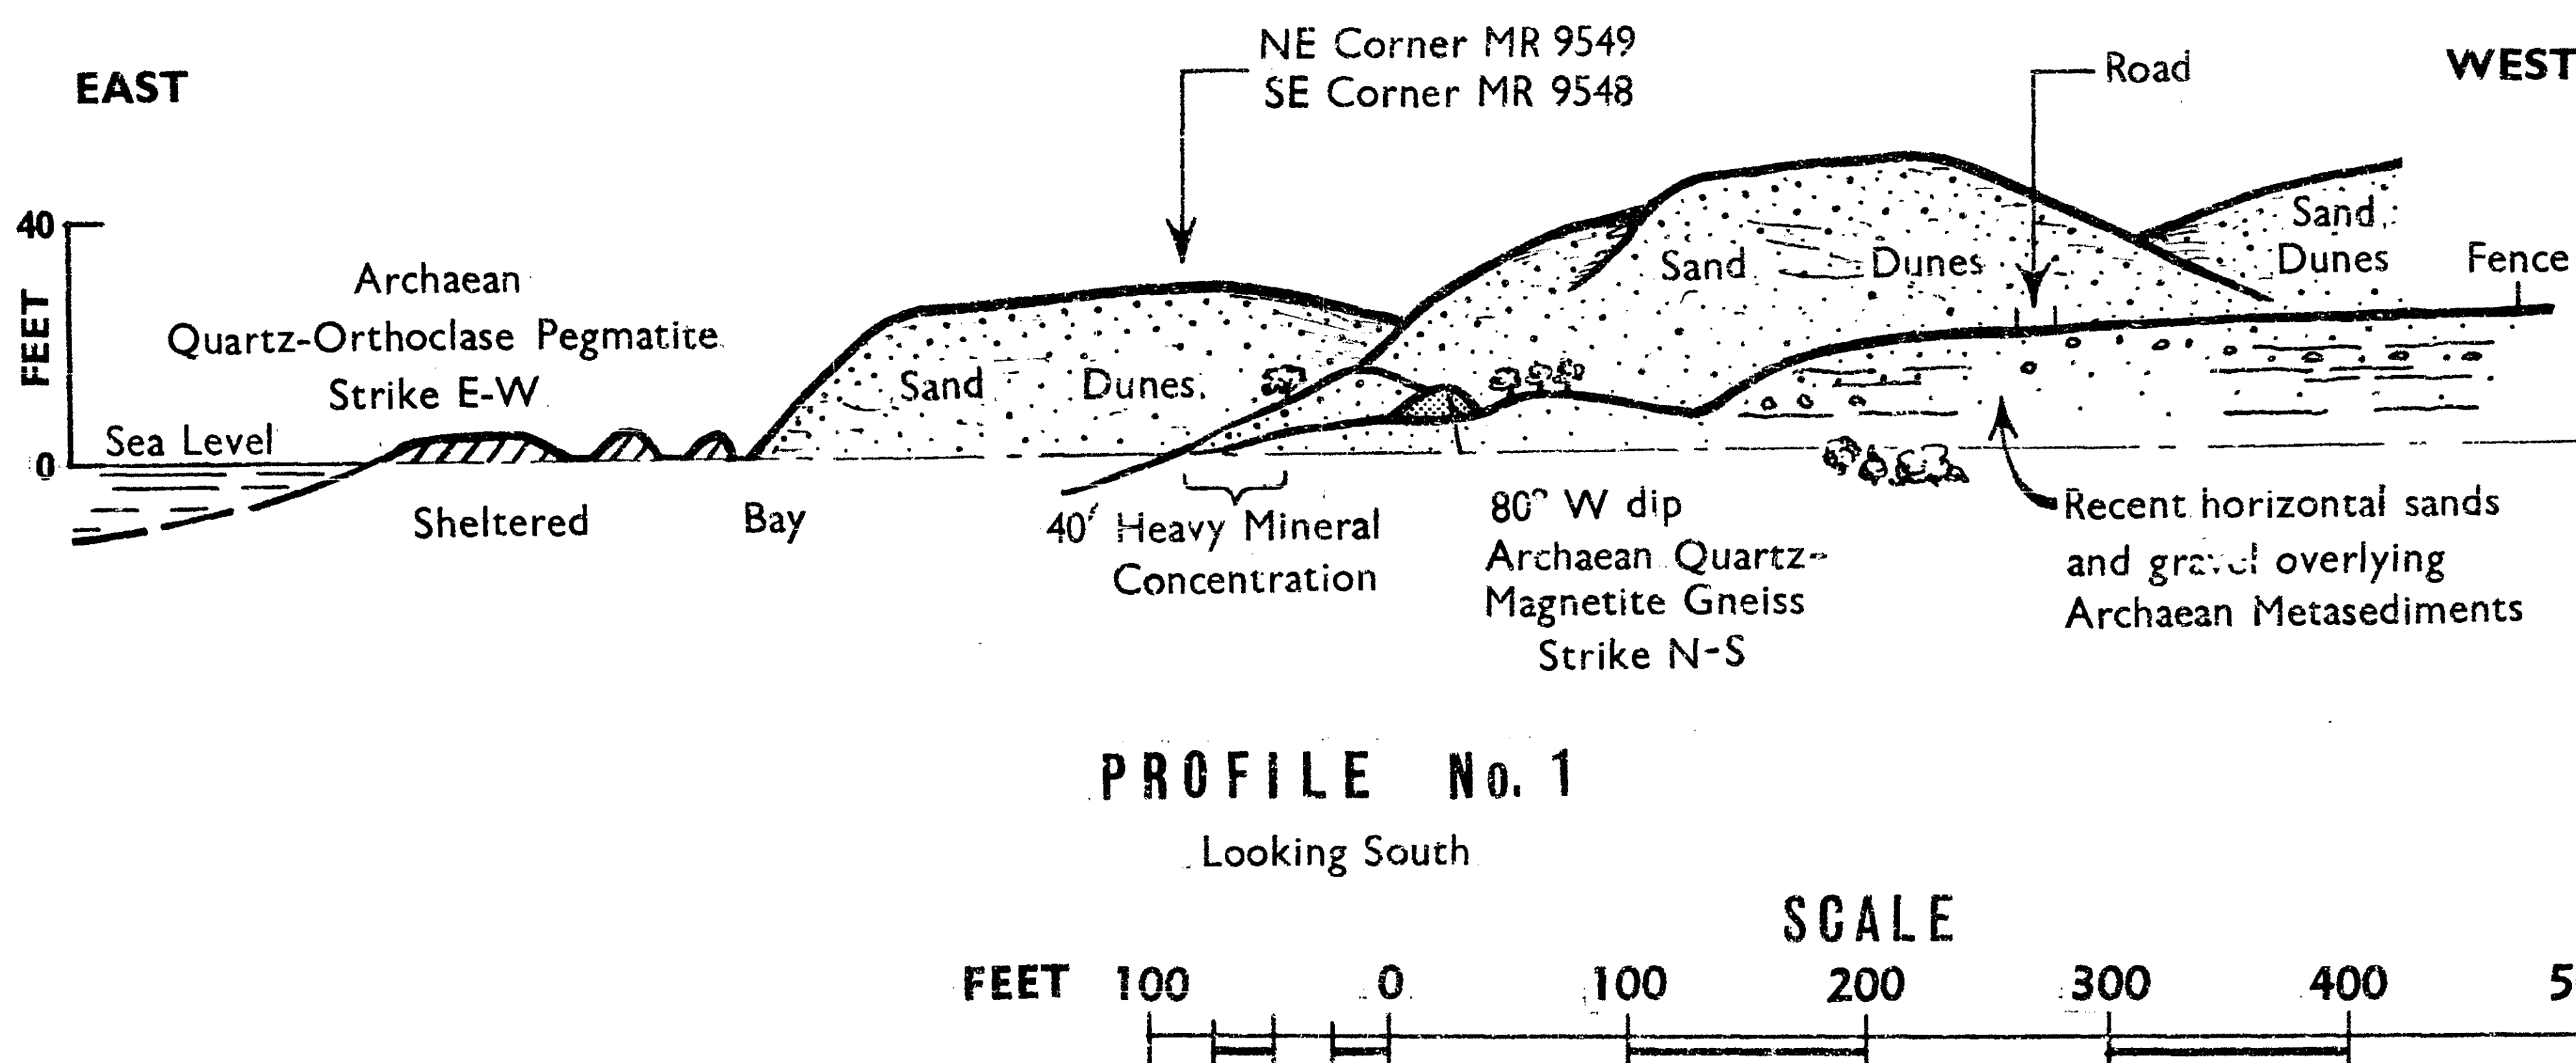 NE Corner MR 9549
SE Corner MR 9548
EAST
Road
WEST
40
FEET
0
Archaean
Quartz-Orthoclase Pegmatite
Strike E-W
Sea Level
Sand Dunes
Sand Dunes
Sand
Dunes
Fence
Sheltered Bay
40' Heavy Mineral
Concentration
80° W dip
Archaean Quartz-
Magnetite Gneiss
Strike N-S
Recent horizontal sands
and gravel overlying
Archaean Metasediments
PROFILE No. 1
Looking South
SCALE
FEET 100 0 100 200 300 400 5